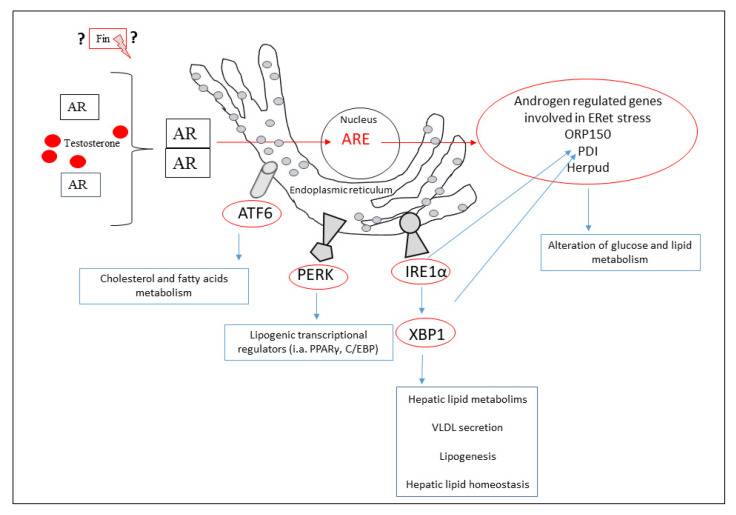 ? Fin ?
AR
Testosterone
AR
AR
AR
Nucleus
ARE
Endoplasmic reticulum
Androgen regulated genes
involved in ERet stress
ORP150
PDI
Herpud
ATF6
PERK
IRE1α
XBP1
Cholesterol and fatty acids
metabolism
Lipogenic transcriptional
regulators (i.a. PPARγ, C/EBP)
Alteration of glucose and lipid
metabolism
Hepatic lipid metabolims
VLDL secretion
Lipogenesis
Hepatic lipid homeostasis